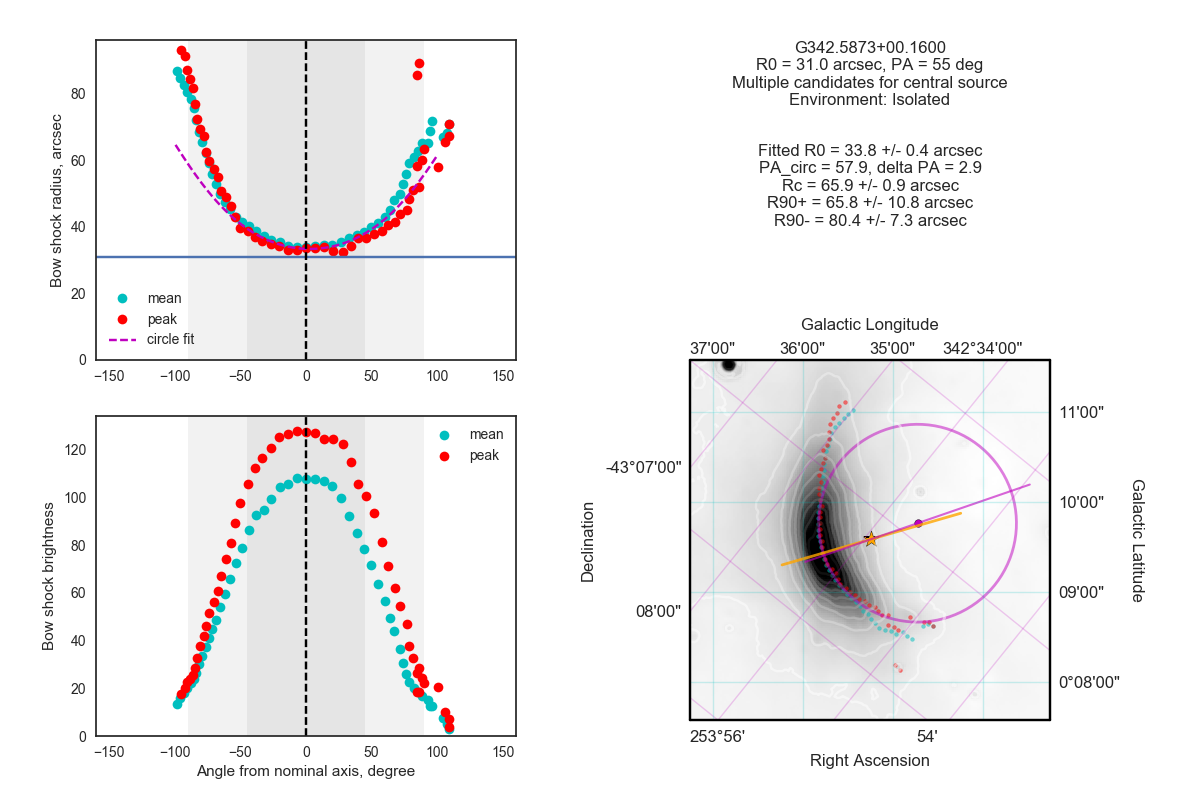 G342.5873+00.1600
R0 = 31.0 arcsec, PA = 55 deg
Multiple candidates for central source
Environment: Isolated
Fitted R0 = 33.8 +/- 0.4 arcsec
PA_circ = 57.9, delta PA = 2.9
Rc = 65.9 +/- 0.9 arcsec
R90+ = 65.8 +/- 10.8 arcsec
R90- = 80.4 +/- 7.3 arcsec
Bow shock radius, arcsec
80
60
40
20
0
mean
peak
circle fit
−150 −100 −50 0 50 100 150
Bow shock brightness
120
100
80
60
40
20
0
mean
peak
−150 −100 −50 0 50 100 150
Angle from nominal axis, degree
Galactic Longitude
37'00" 36'00" 35'00" 342°34'00"
Declination
-43°07'00"
08'00"
11'00"
10'00"
09'00"
0°08'00"
Galactic Latitude
253°56' 54'
Right Ascension